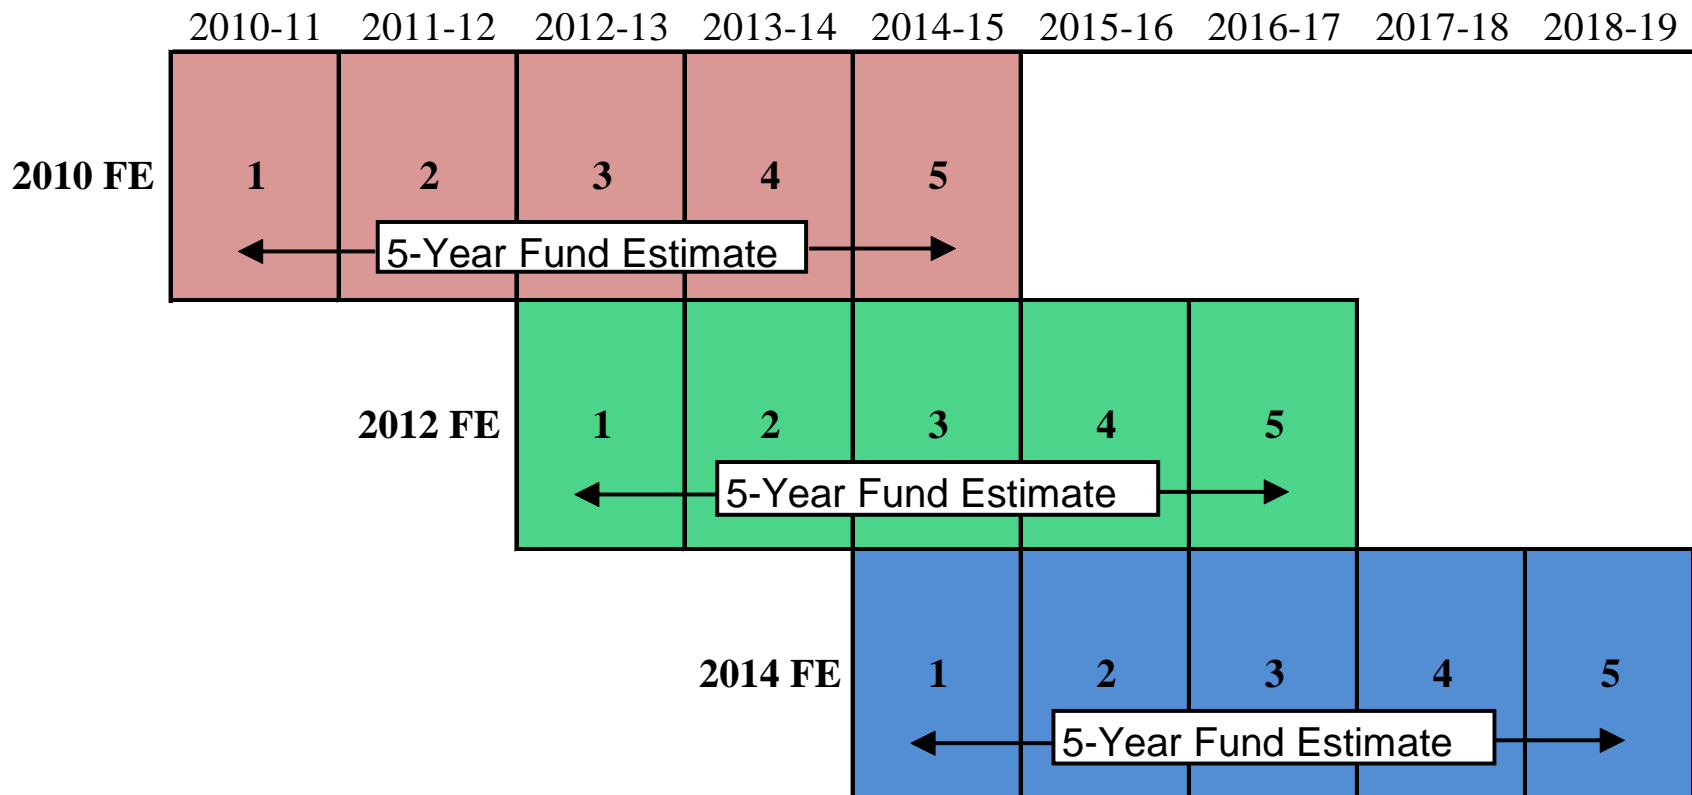 2010-11 2011-12 2012-13 2013-14 2014-15 2015-16 2016-17 2017-18 2018-19
2010 FE 1 2 3 4 5
5-Year Fund Estimate
2012 FE 1 2 3 4 5
5-Year Fund Estimate
2014 FE 1 2 3 4 5
5-Year Fund Estimate